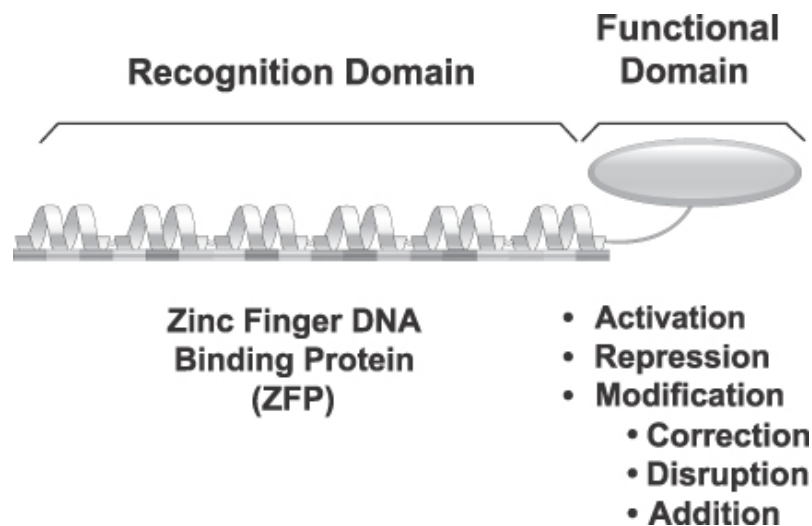 Recognition Domain
Functional
Domain
Zinc Finger DNA
Binding Protein
(ZFP)
• Activation
• Repression
• Modification
• Correction
• Disruption
• Addition